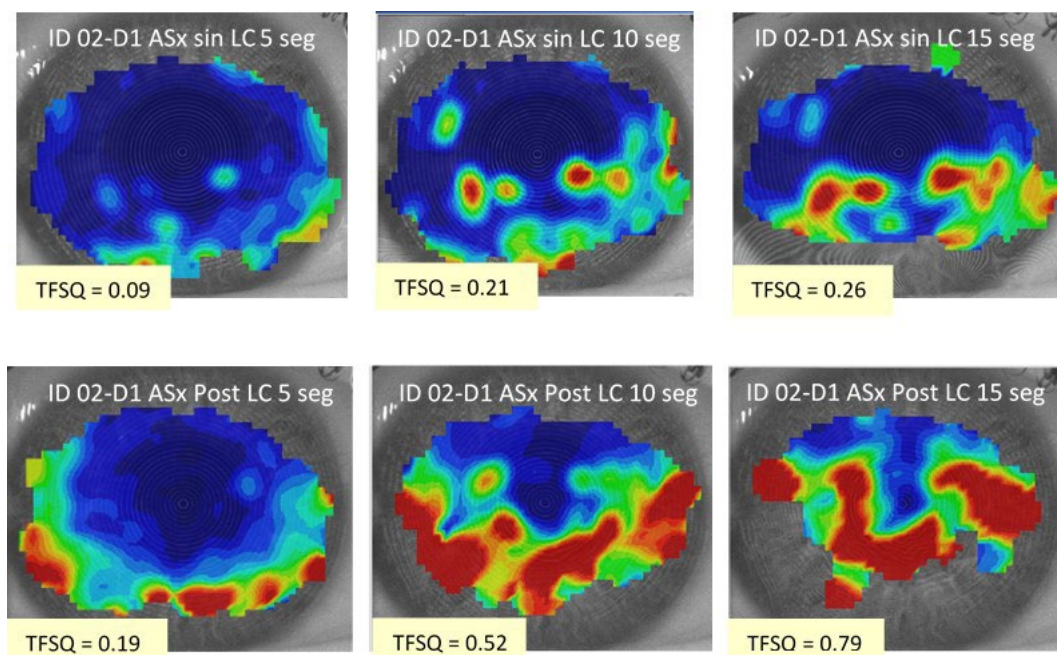 ID 02-D1 ASx sin LC 5 seg
ID 02-D1 ASx sin LC 10 seg
ID 02-D1 ASx sin LC 15 seg
TFSQ = 0.09
TFSQ = 0.21
TFSQ = 0.26
ID 02-D1 ASx Post LC 5 seg
ID 02-D1 ASx Post LC 10 seg
ID 02-D1 ASx Post LC 15 seg
TFSQ = 0.19
TFSQ = 0.52
TFSQ = 0.79